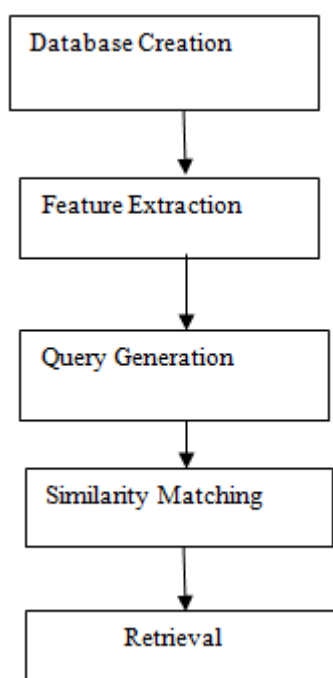 Database Creation
Feature Extraction
Query Generation
Similarity Matching
Retrieval